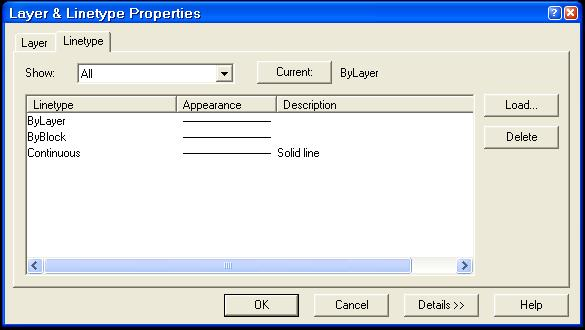 Layer & Linetype Properties
Layer Linetype
Show: All Current: ByLayer
Linetype Appearance Description
Load...
ByLayer
ByBlock
Delete
Continuous Solid line
OK Cancel Details >> Help